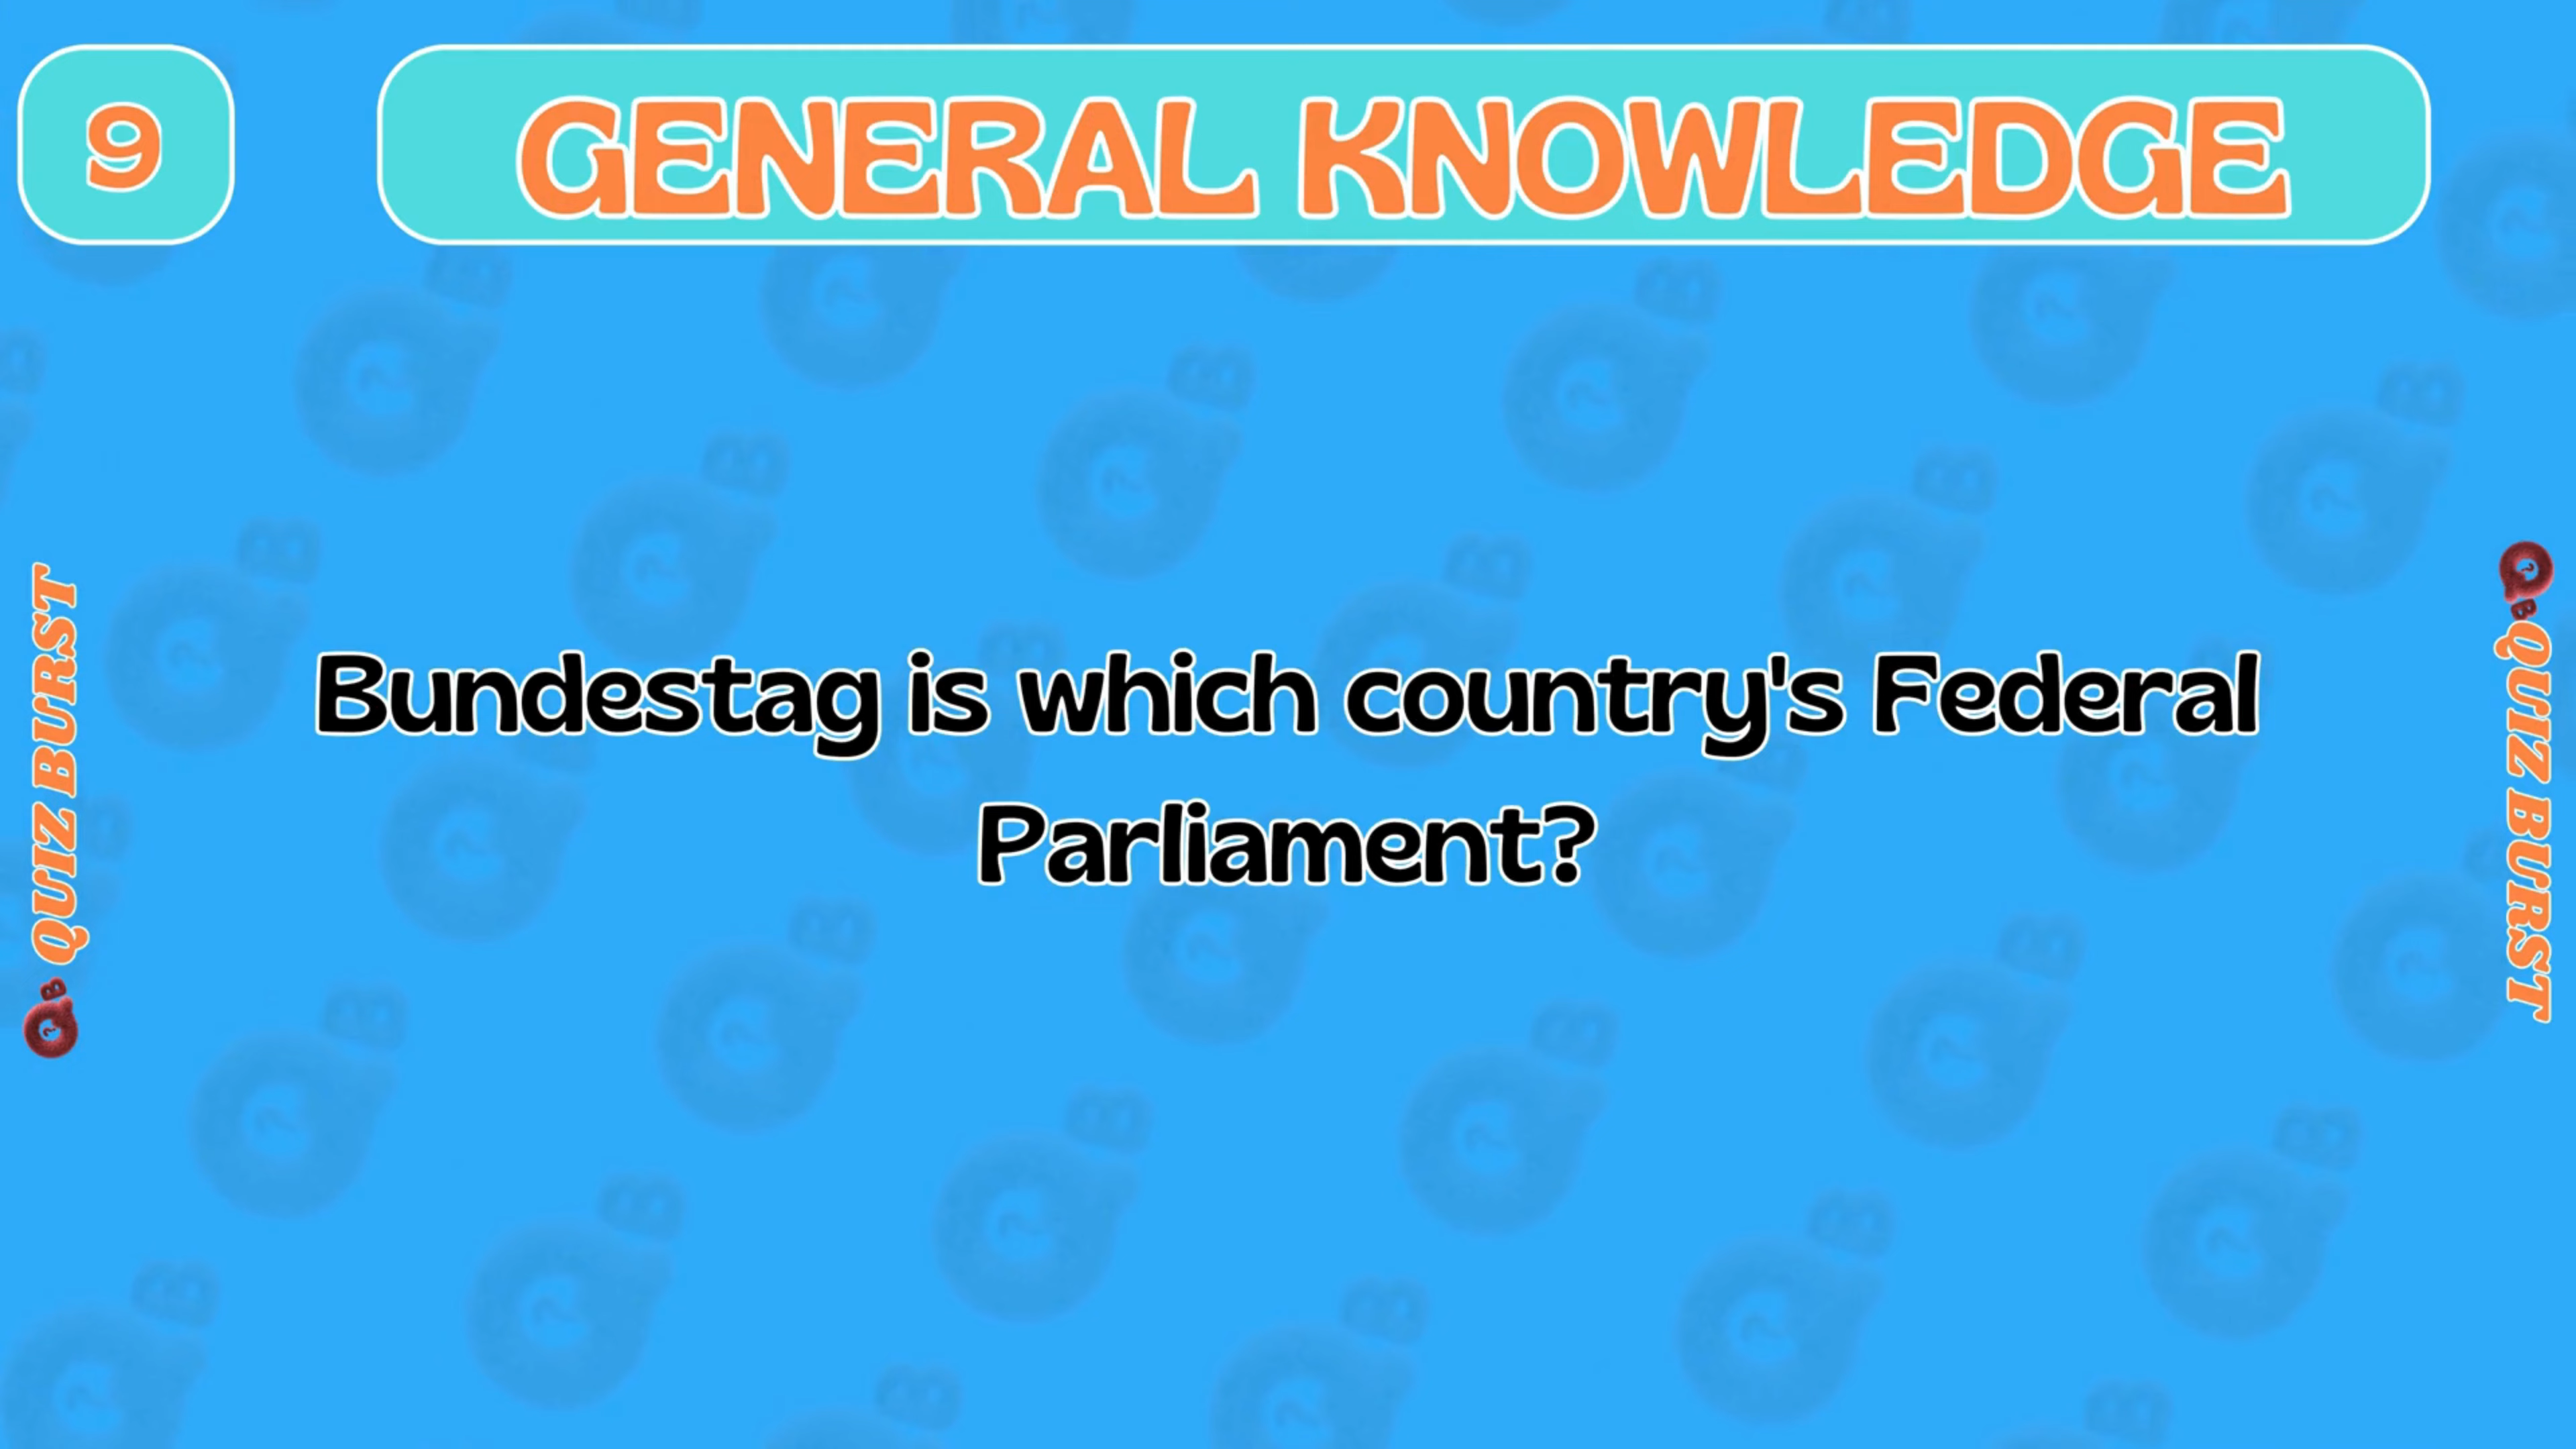 9
GENERAL KNOWLEDGE
Bundestag is which country's Federal
Parliament?
QUIZ BURST
QUIZ BURST